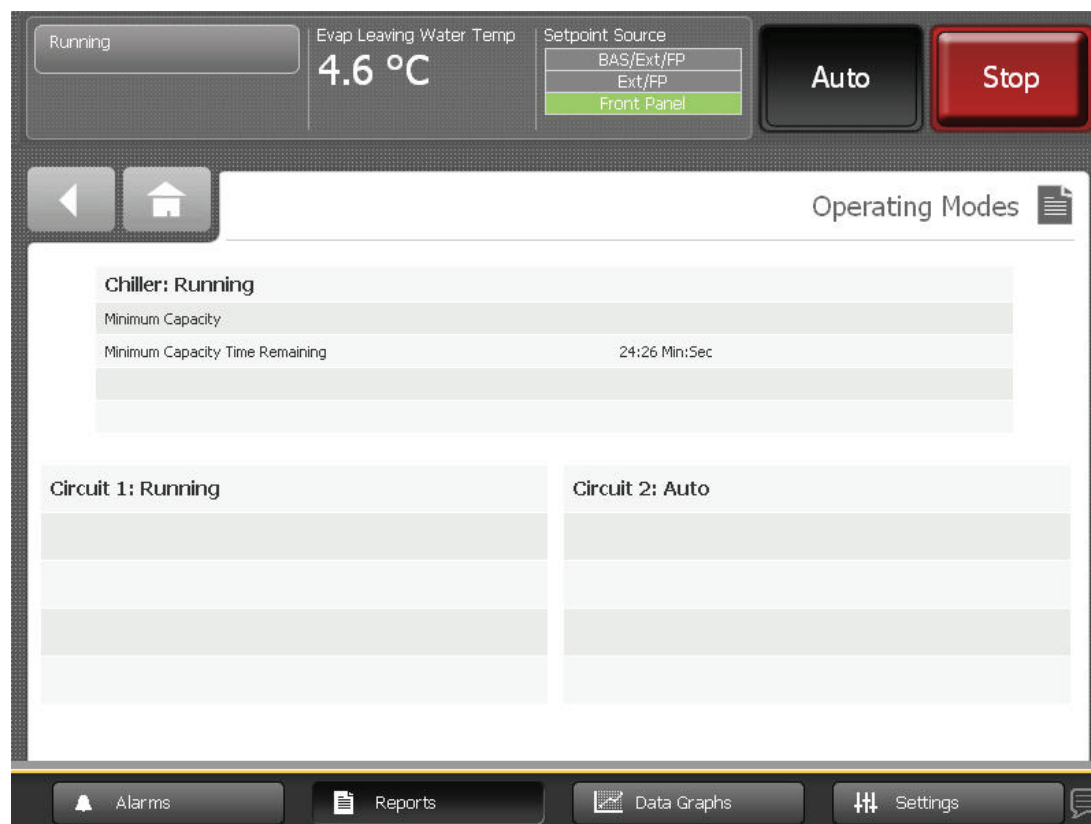 Running
Evap Leaving Water Temp
4.6 °C
Setpoint Source
BAS/Ext/FP
Ext/FP
Front Panel
Auto
Stop
Operating Modes
Chiller: Running
Minimum Capacity
Minimum Capacity Time Remaining 24:26 Min:Sec
Circuit 1: Running
Circuit 2: Auto
Alarms
Reports
Data Graphs
Settings